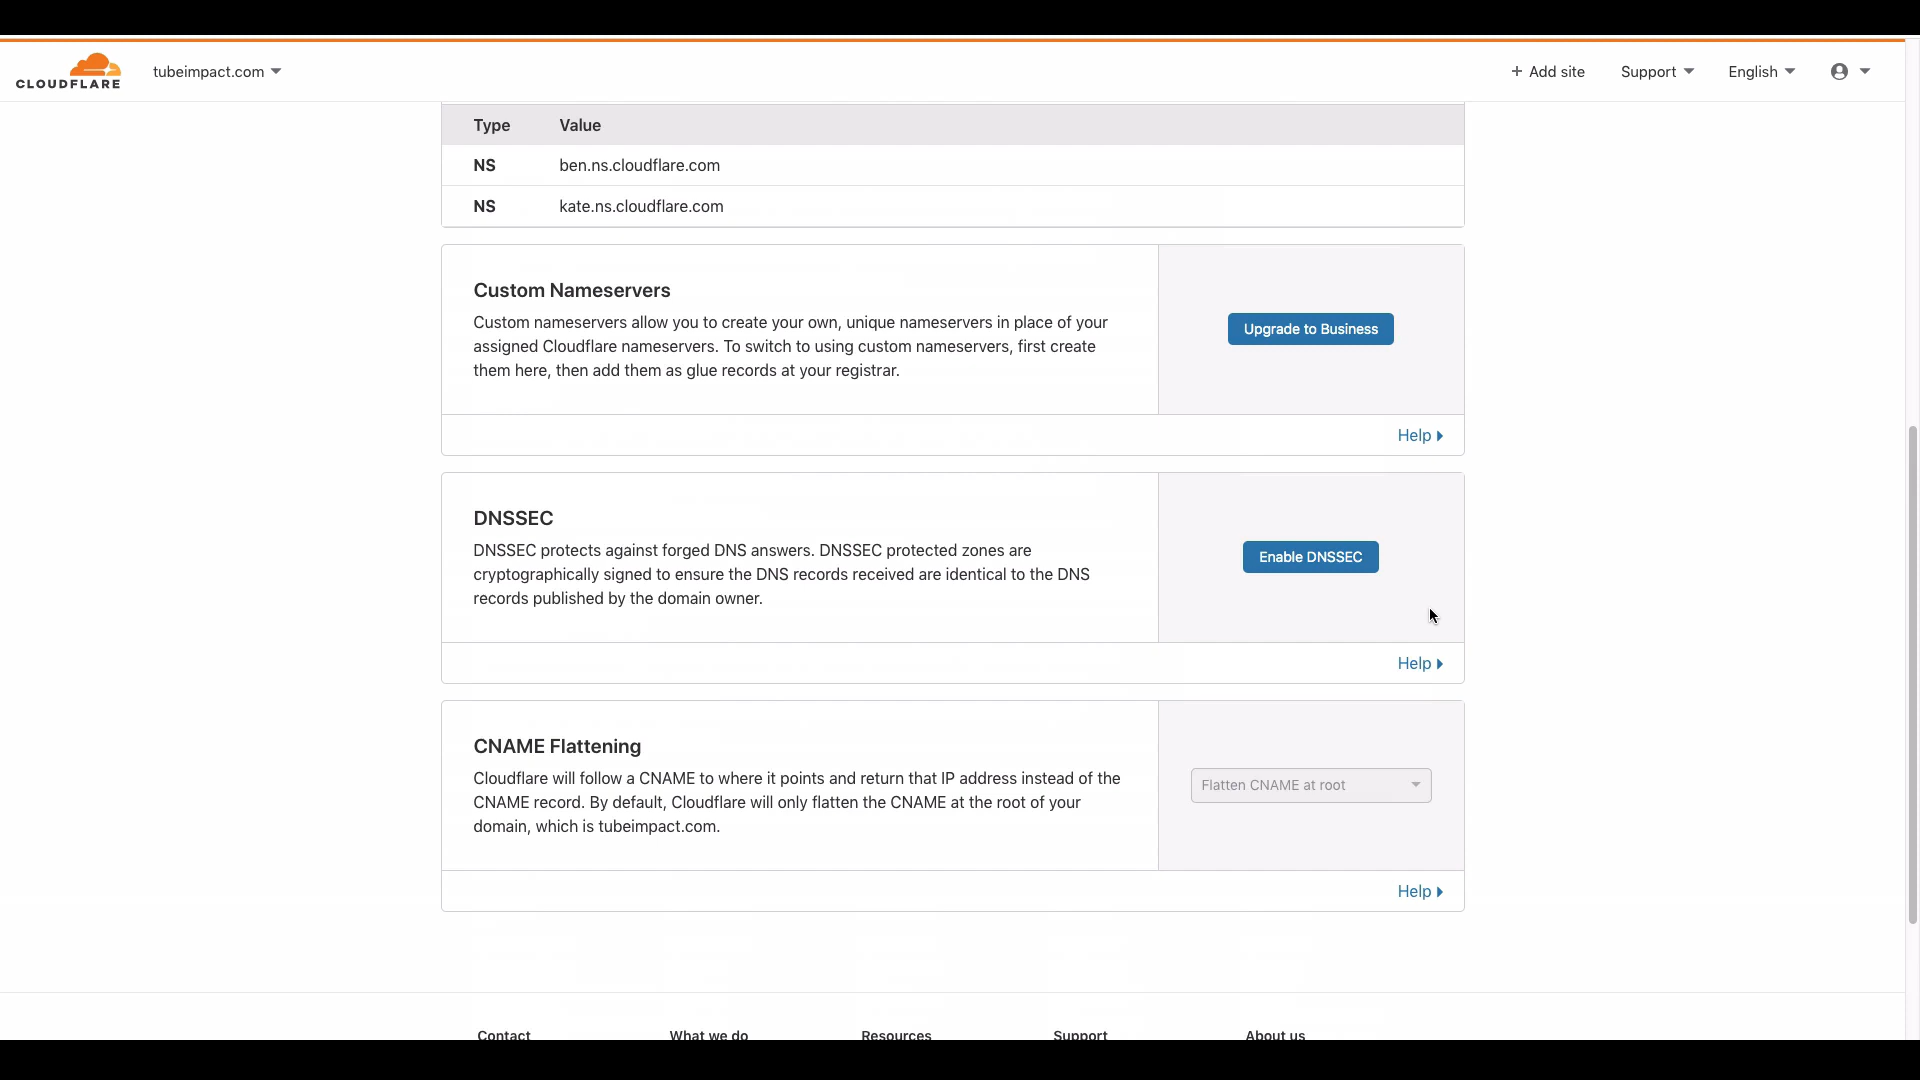 CLOUDFLARE
tubeimpact.com
+ Add site
Support
English
Type
Value
NS
ben.ns.cloudflare.com
NS
kate.ns.cloudflare.com
Custom Nameservers
Custom nameservers allow you to create your own, unique nameservers in place of your
assigned Cloudflare nameservers. To switch to using custom nameservers, first create
them here, then add them as glue records at your registrar.
Upgrade to Business
Help
DNSSEC
DNSSEC protects against forged DNS answers. DNSSEC protected zones are
cryptographically signed to ensure the DNS records received are identical to the DNS
records published by the domain owner.
Enable DNSSEC
Help
CNAME Flattening
Cloudflare will follow a CNAME to where it points and return that IP address instead of the
CNAME record. By default, Cloudflare will only flatten the CNAME at the root of your
domain, which is tubeimpact.com.
Flatten CNAME at root
Help
Contact
What we do
Resources
Support
About us